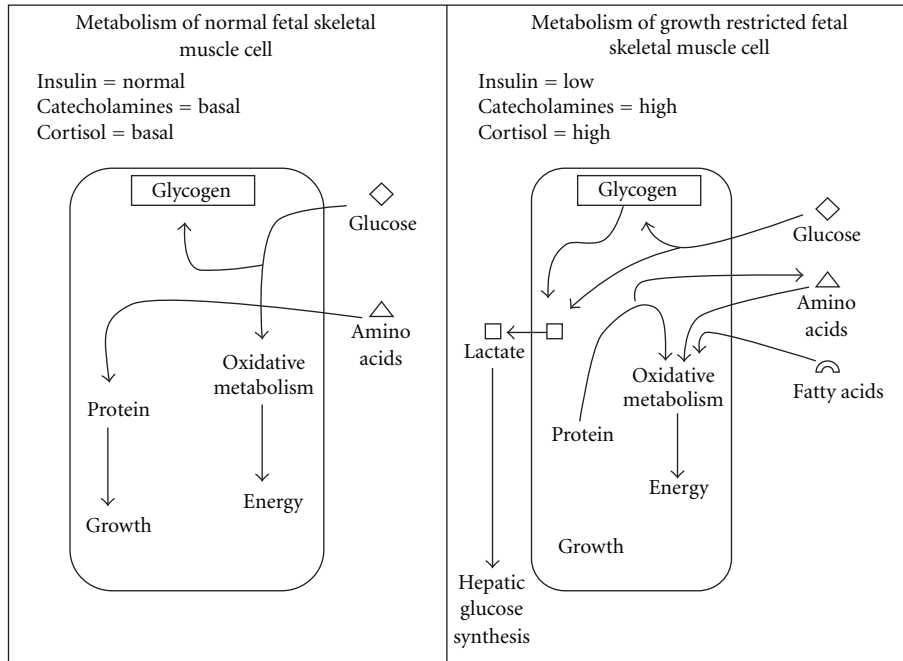 Metabolism of normal fetal skeletal
muscle cell
Insulin = normal
Catecholamines = basal
Cortisol = basal
Glycogen
Glucose
Amino
acids
Oxidative
metabolism
Protein
Energy
Growth
Metabolism of growth restricted fetal
skeletal muscle cell
Insulin = low
Catecholamines = high
Cortisol = high
Glycogen
Glucose
Amino
acids
Lactate
Oxidative
metabolism
Fatty acids
Protein
Energy
Growth
Hepatic
glucose
synthesis